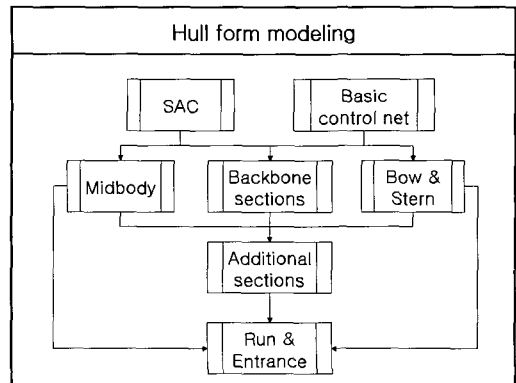 Hull form modeling
SAC
Basic
control net
Midbody
Backbone
sections
Bow &
Stern
Additional
sections
Run &
Entrance